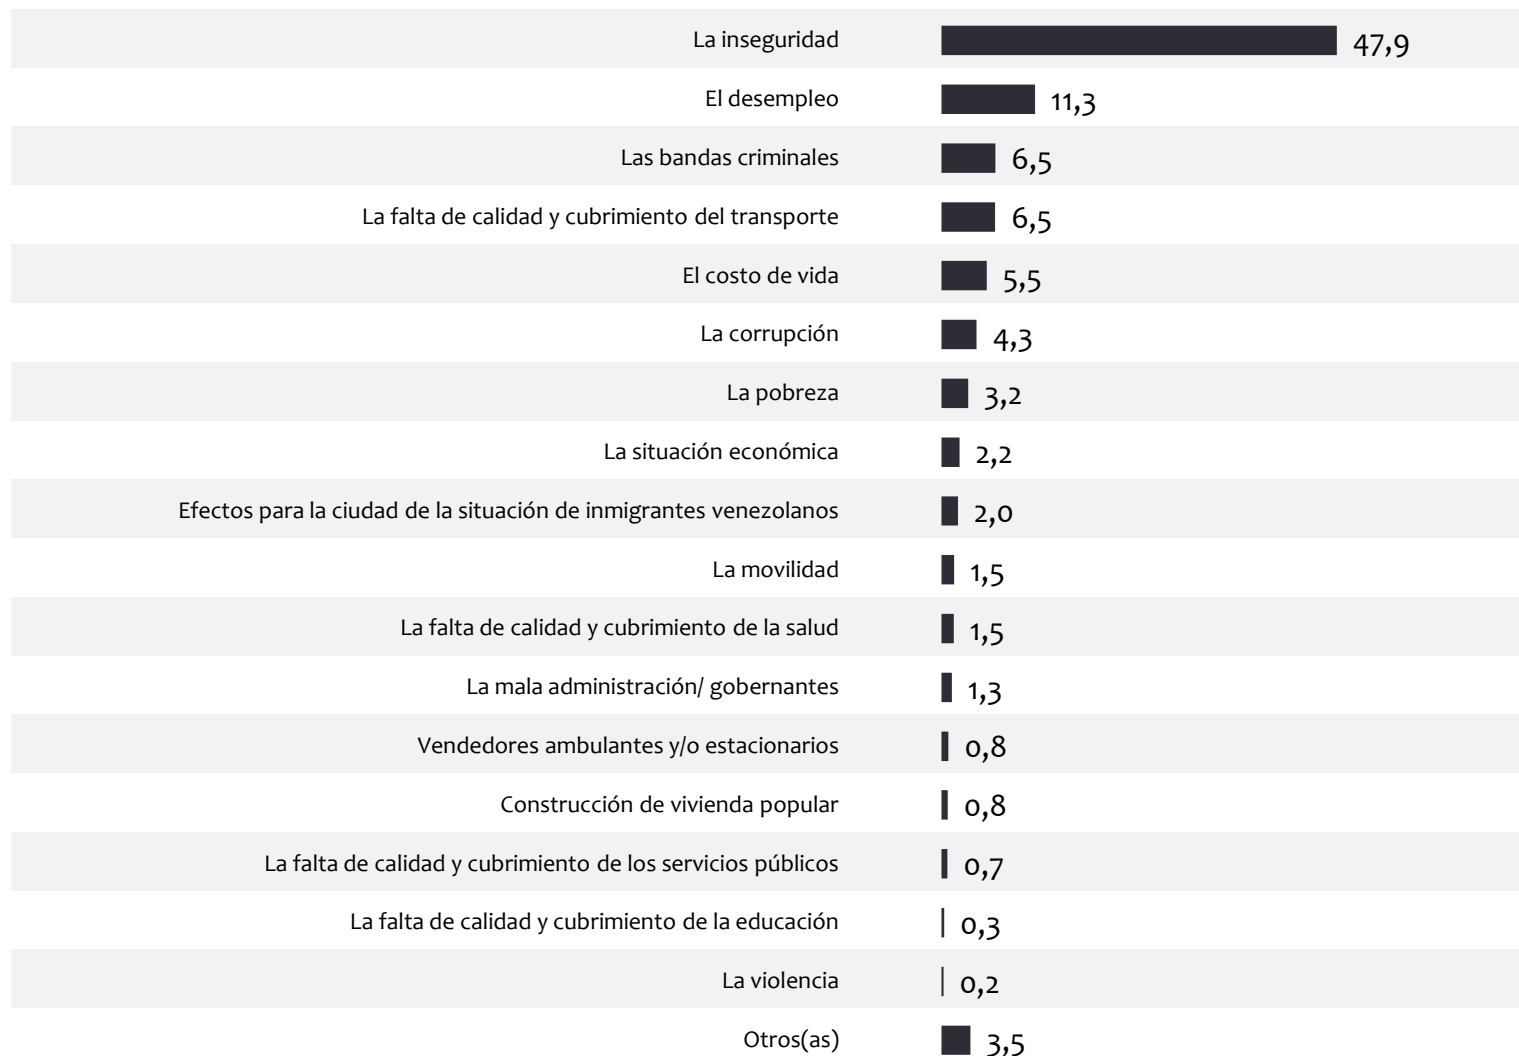 La inseguridad 47,9
El desempleo 11,3
Las bandas criminales 6,5
La falta de calidad y cubrimiento del transporte 6,5
El costo de vida 5,5
La corrupción 4,3
La pobreza 3,2
La situación económica 2,2
Efectos para la ciudad de la situación de inmigrantes venezolanos 2,0
La movilidad 1,5
La falta de calidad y cubrimiento de la salud 1,5
La mala administración/ gobernantes 1,3
Vendedores ambulantes y/o estacionarios 0,8
Construcción de vivienda popular 0,8
La falta de calidad y cubrimiento de los servicios públicos 0,7
La falta de calidad y cubrimiento de la educación 0,3
La violencia 0,2
Otros(as) 3,5